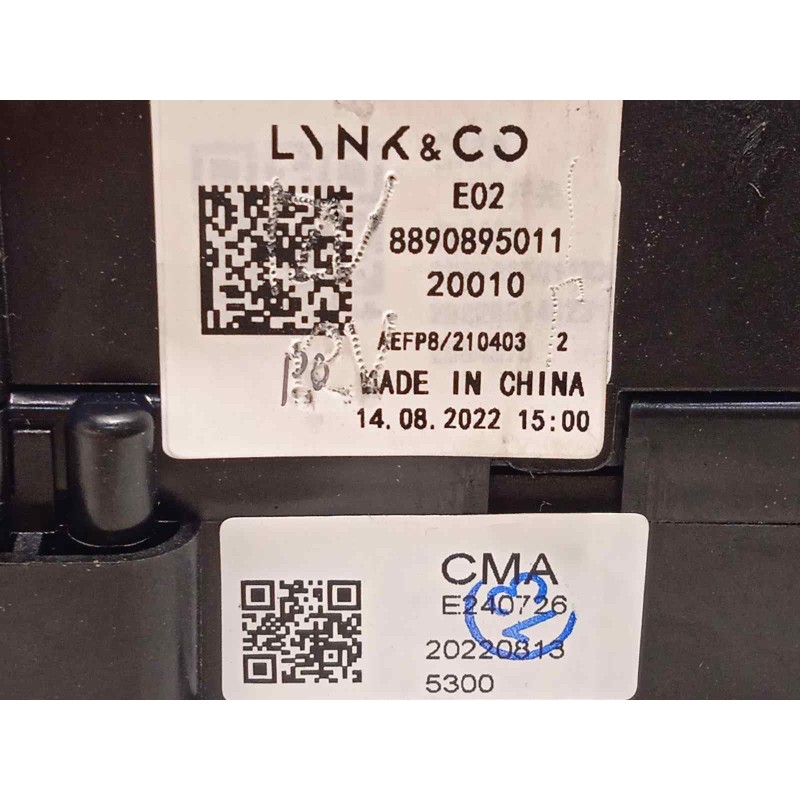 LYNK & CO
E02
8890895011
20010
AEFP8/210403 2
MADE IN CHINA
14.08.2022 15:00
CMA
E240726
20220813
5300